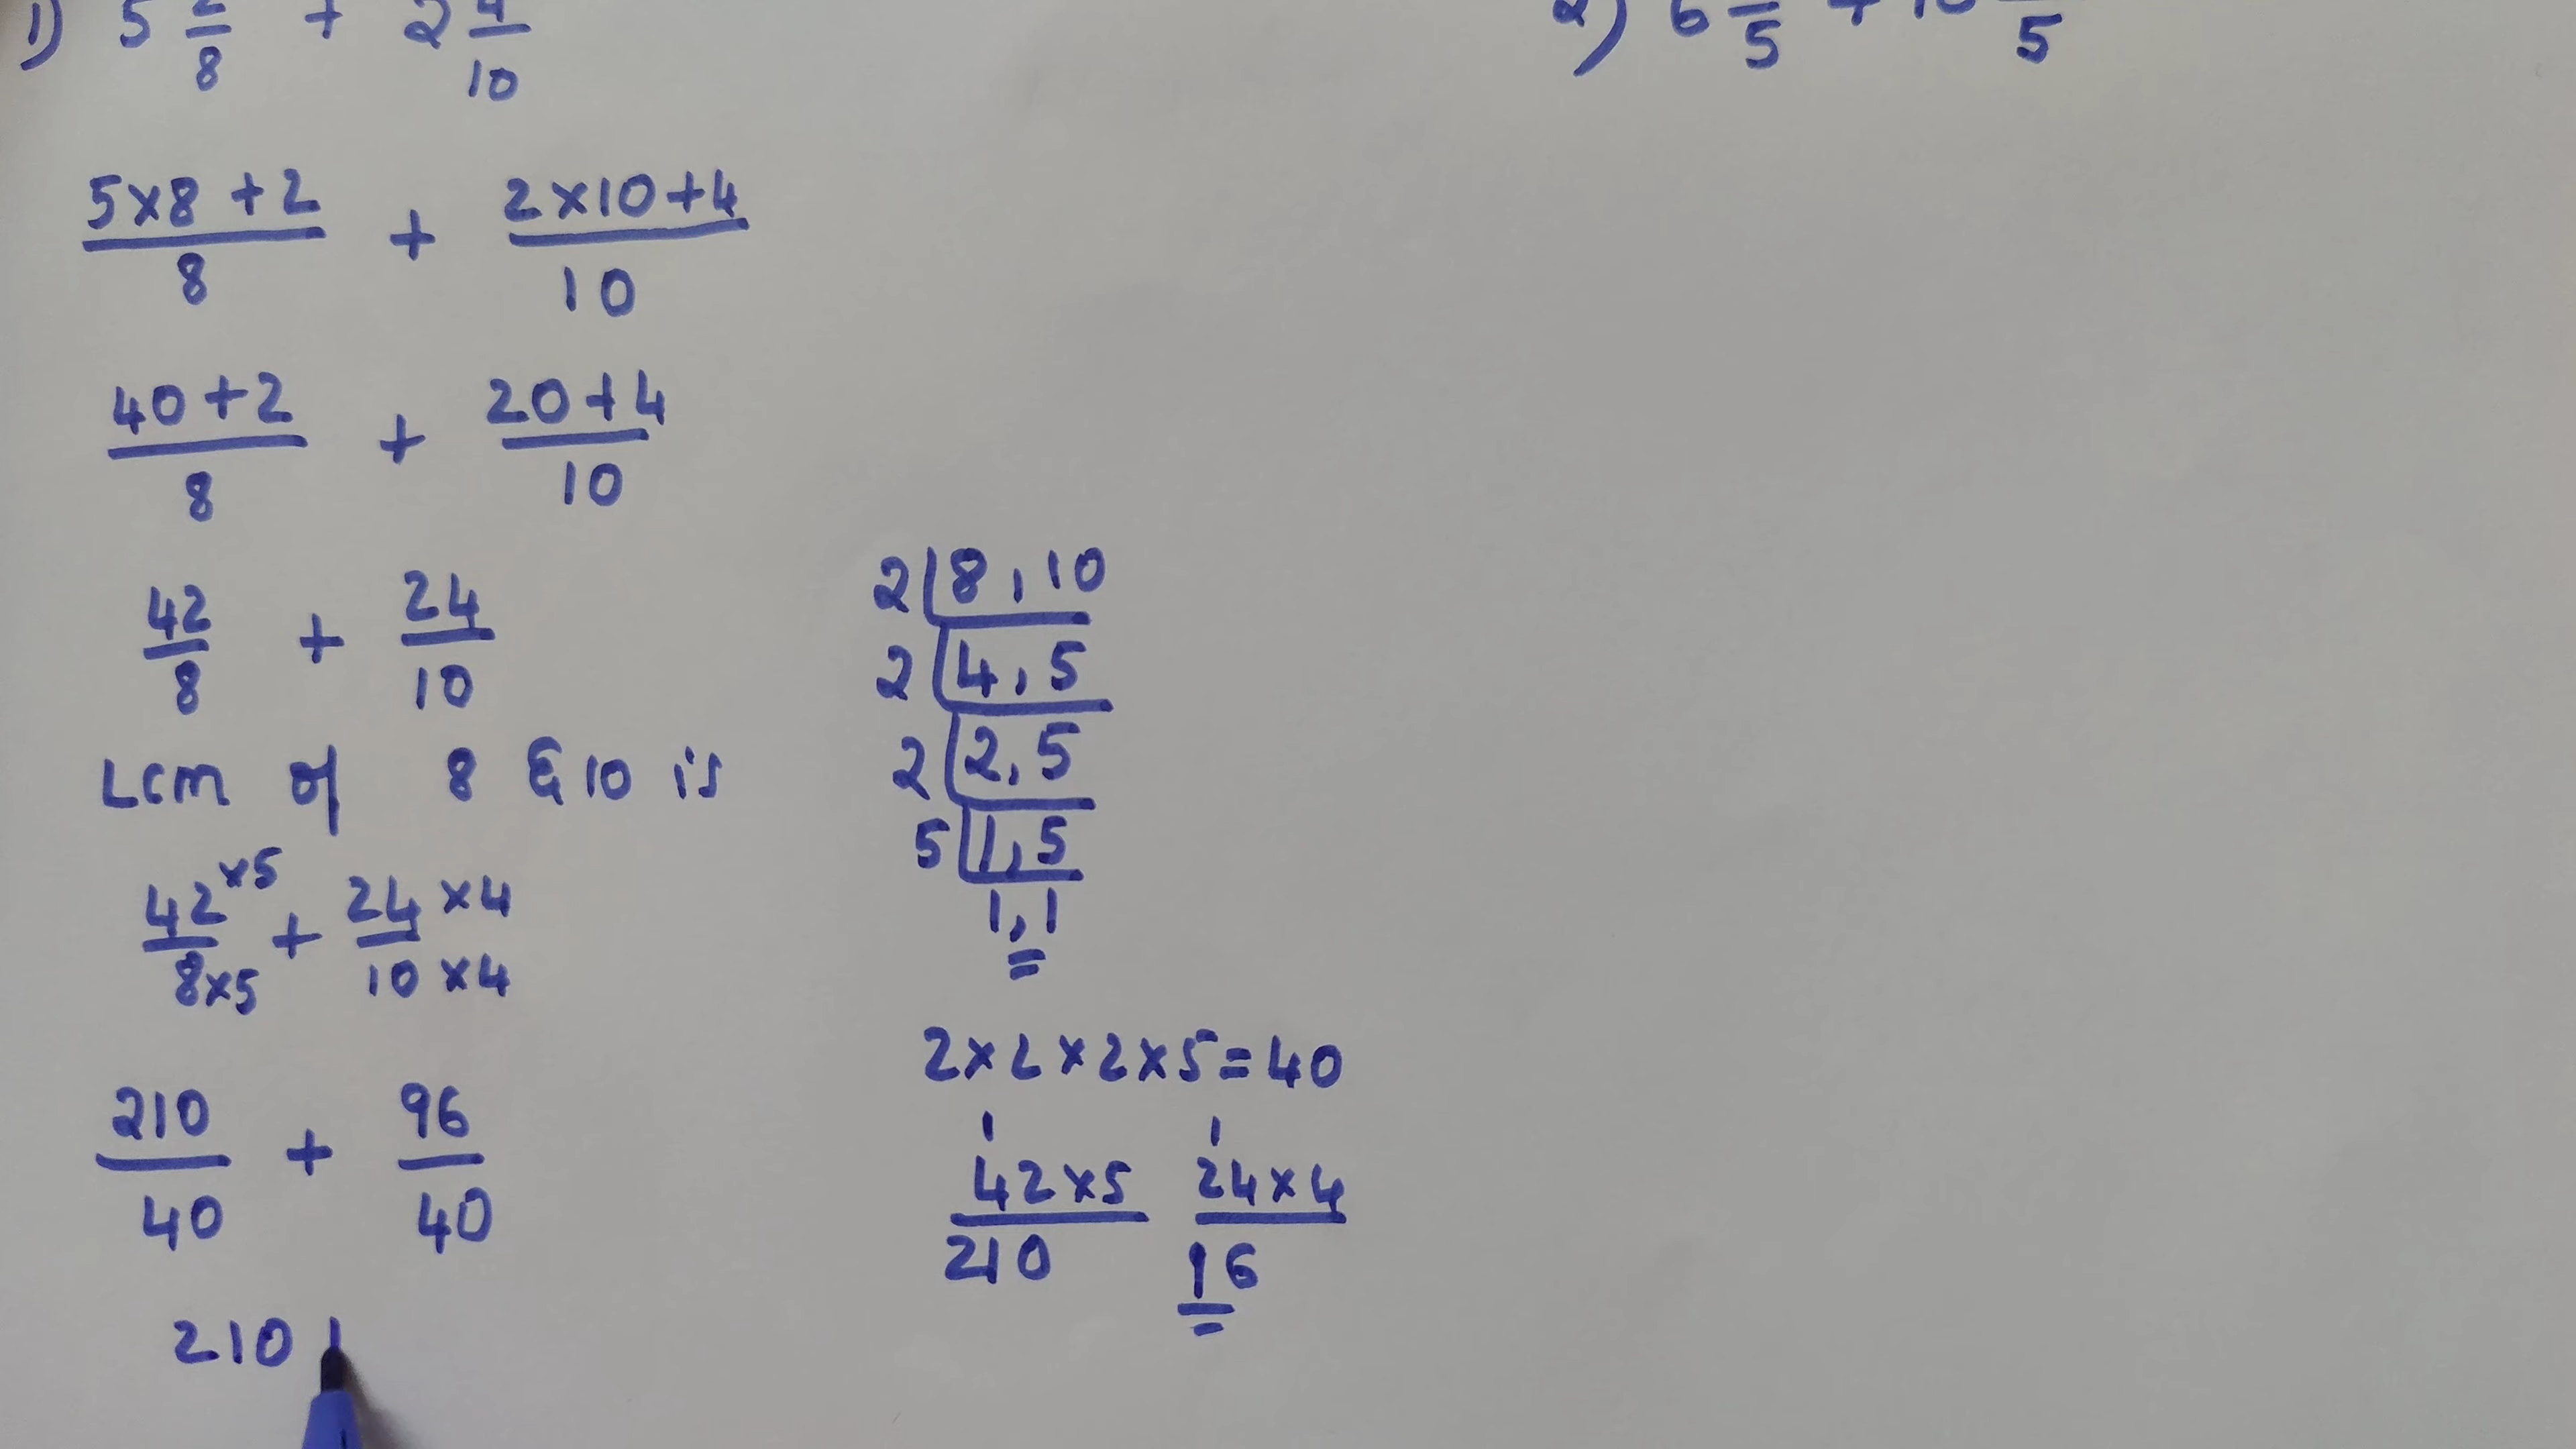 1) 5 2/8 + 2 4/10
5×8+2/8 + 2×10+4/10
40+2/8 + 20+4/10
42/8 + 24/10
Lcm of 8 & 10 is
42×5/8×5 + 24×4/10×4
210/40 + 96/40
210
2 | 8, 10
2 | 4, 5
2 | 2, 5
5 | 1, 5
1, 1
2×2×2×5=40
1 1
42×5 24×4
210 16
2) 6 /5 + 10 /5